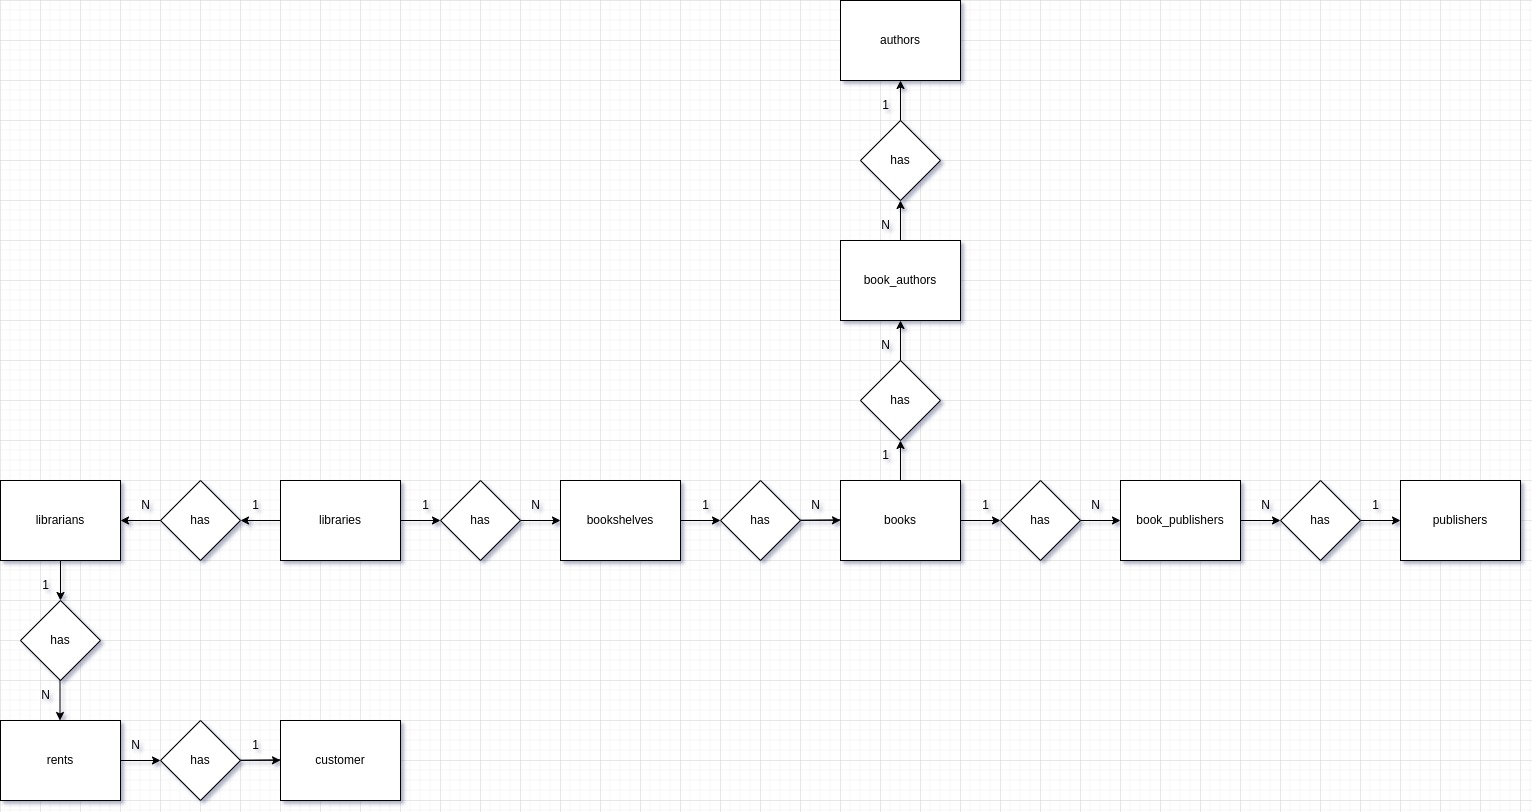 authors
1
has
N
book_authors
N
has
1
librarians
N
has
1
libraries
1
has
N
bookshelves
1
has
N
books
1
has
N
book_publishers
N
has
1
publishers
1
has
N
rents
N
has
1
customer